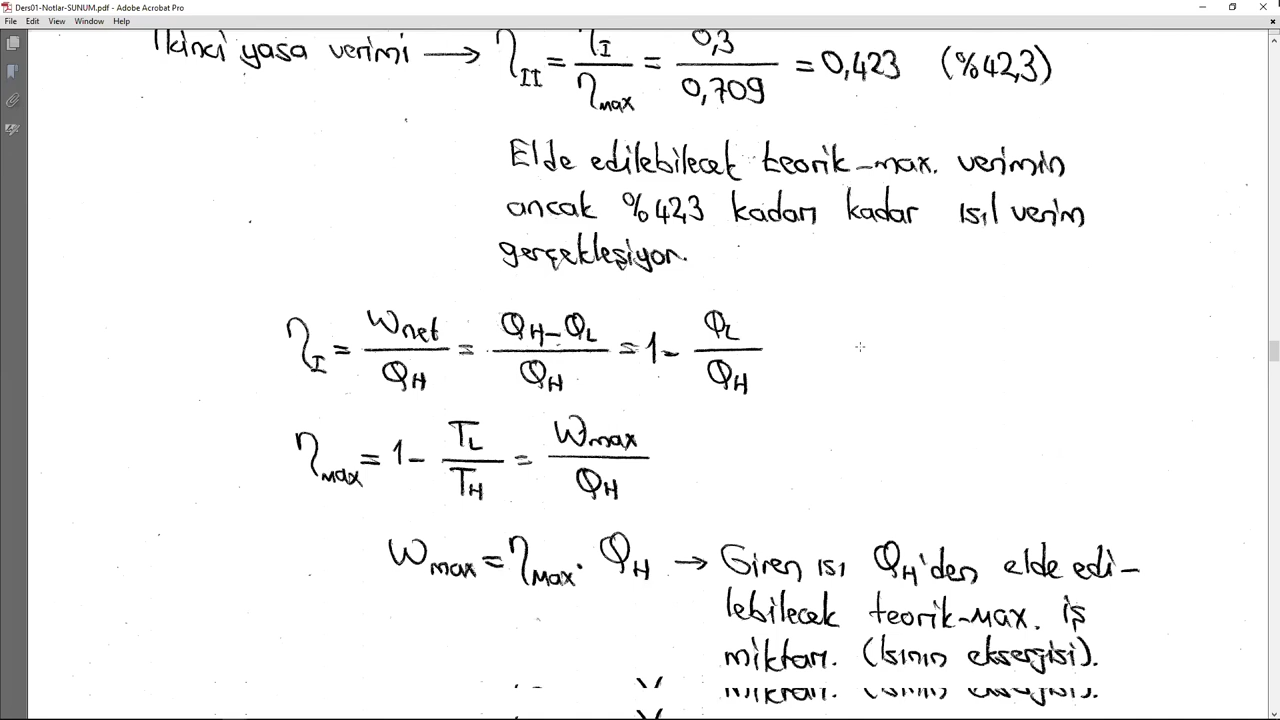 Ders01-Notlar-SUNUM.pdf - Adobe Acrobat Pro
File Edit View Window Help
İkinci yasa verimi → η_II = η_I / η_max = 0,3 / 0,709 = 0,423 (%42,3)
Elde edilebilecek teorik-max. verimin
ancak %42,3 kadarı kadar ısıl verim
gerçekleşiyor.
η_I = W_net / Q_H = Q_H - Q_L / Q_H = 1 - Q_L / Q_H
η_max = 1 - T_L / T_H = W_max / Q_H
W_max = η_max · Q_H → Giren ısı Q_H'den elde edi-
lebilecek teorik-max. iş
miktarı. (Isının eksergisi).